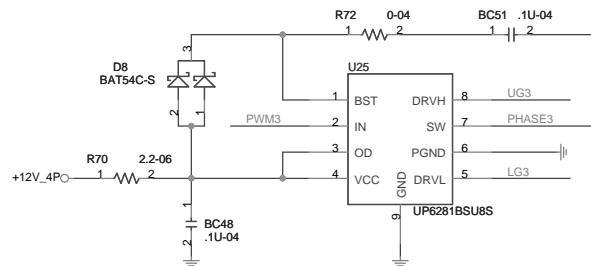 R72 0-04 BC51 .1U-04
1 2 1 2
3
D8
BAT54C-S
U25
2 1
1 BST DRVH 8 UG3
PWM3 2 IN SW 7 PHASE3
3 OD PGND 6
R70 2.2-06
+12V_4P 1 2
4 VCC DRVL 5 LG3
GND
9
UP6281BSU8S
1
BC48
.1U-04
2